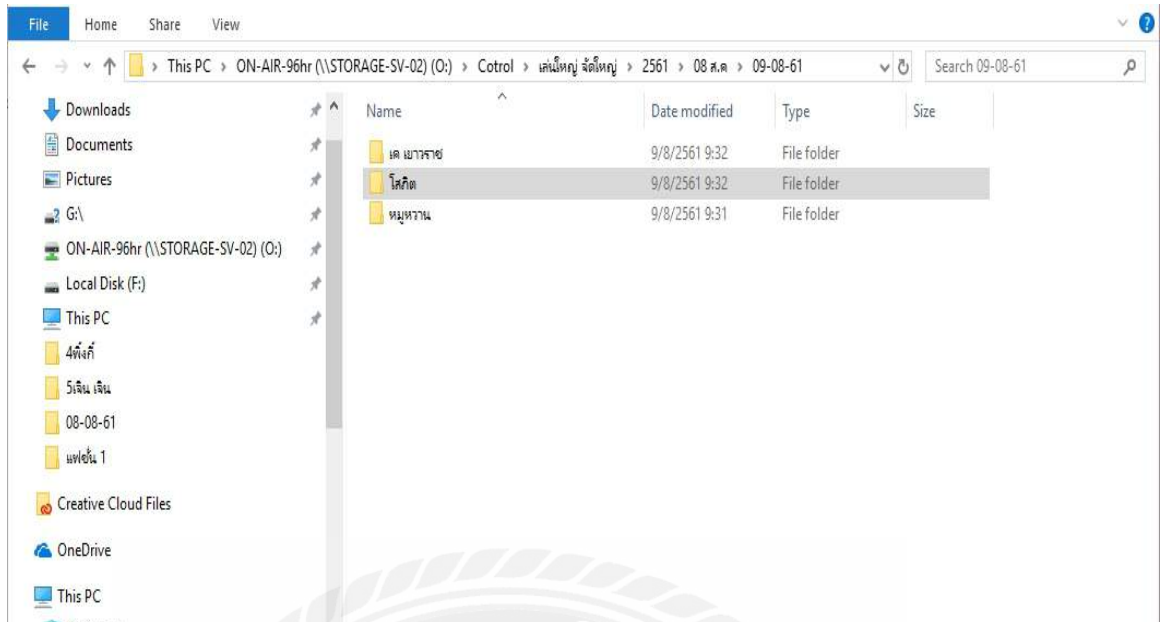 File Home Share View
This PC > ON-AIR-96hr (\\STORAGE-SV-02) (O:) > Cotrol > เล่นใหญ่ จัดใหญ่ > 2561 > 08 ส.ค > 09-08-61
Search 09-08-61
Downloads
Documents
Pictures
G:\
ON-AIR-96hr (\\STORAGE-SV-02) (O:)
Local Disk (F:)
This PC
4พิ้งกี้
5เจิน เจิน
08-08-61
แฟชั่น 1
Creative Cloud Files
OneDrive
This PC
Name Date modified Type Size
เค เยาวราช 9/8/2561 9:32 File folder
โสภิต 9/8/2561 9:32 File folder
หมูหวาน 9/8/2561 9:31 File folder